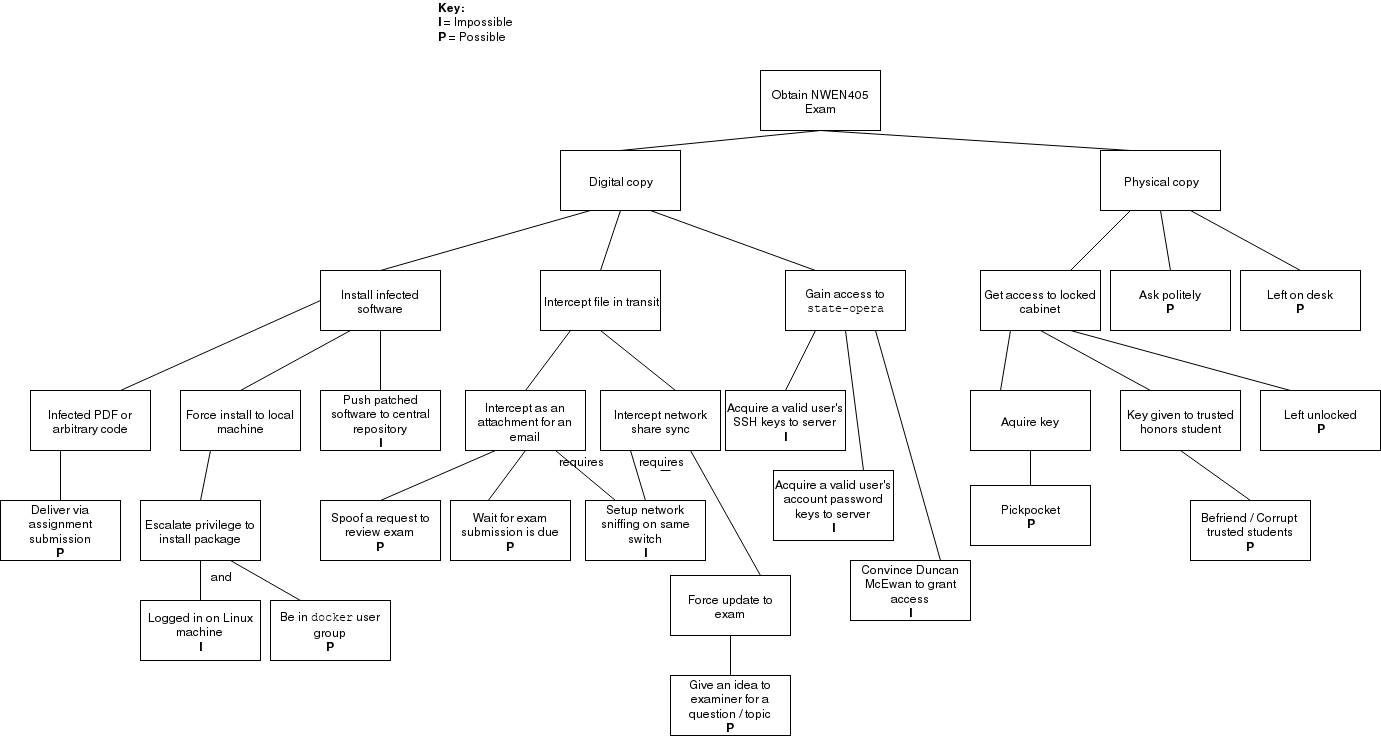 Key:
I = Impossible
P = Possible
Obtain NWEN405
Exam
Digital copy
Physical copy
Install infected
software
Intercept file in transit
Gain access to
state-opera
Get access to locked
cabinet
Ask politely
P
Left on desk
P
Infected PDF or
arbitrary code
Force install to local
machine
Push patched
software to central
repository
I
Intercept as an
attachment for an
email
Intercept network
share sync
Acquire a valid user's
SSH keys to server
I
Aquire key
Key given to trusted
honors student
Left unlocked
P
requires
requires
Deliver via
assignment
submission
P
Escalate privilege to
install package
Spoof a request to
review exam
P
Wait for exam
submission is due
P
Setup network
sniffing on same
switch
I
Acquire a valid user's
account password
keys to server
I
Pickpocket
P
Befriend / Corrupt
trusted students
P
and
Logged in on Linux
machine
I
Be in docker user
group
P
Force update to
exam
Convince Duncan
McEwan to grant
access
I
Give an idea to
examiner for a
question / topic
P